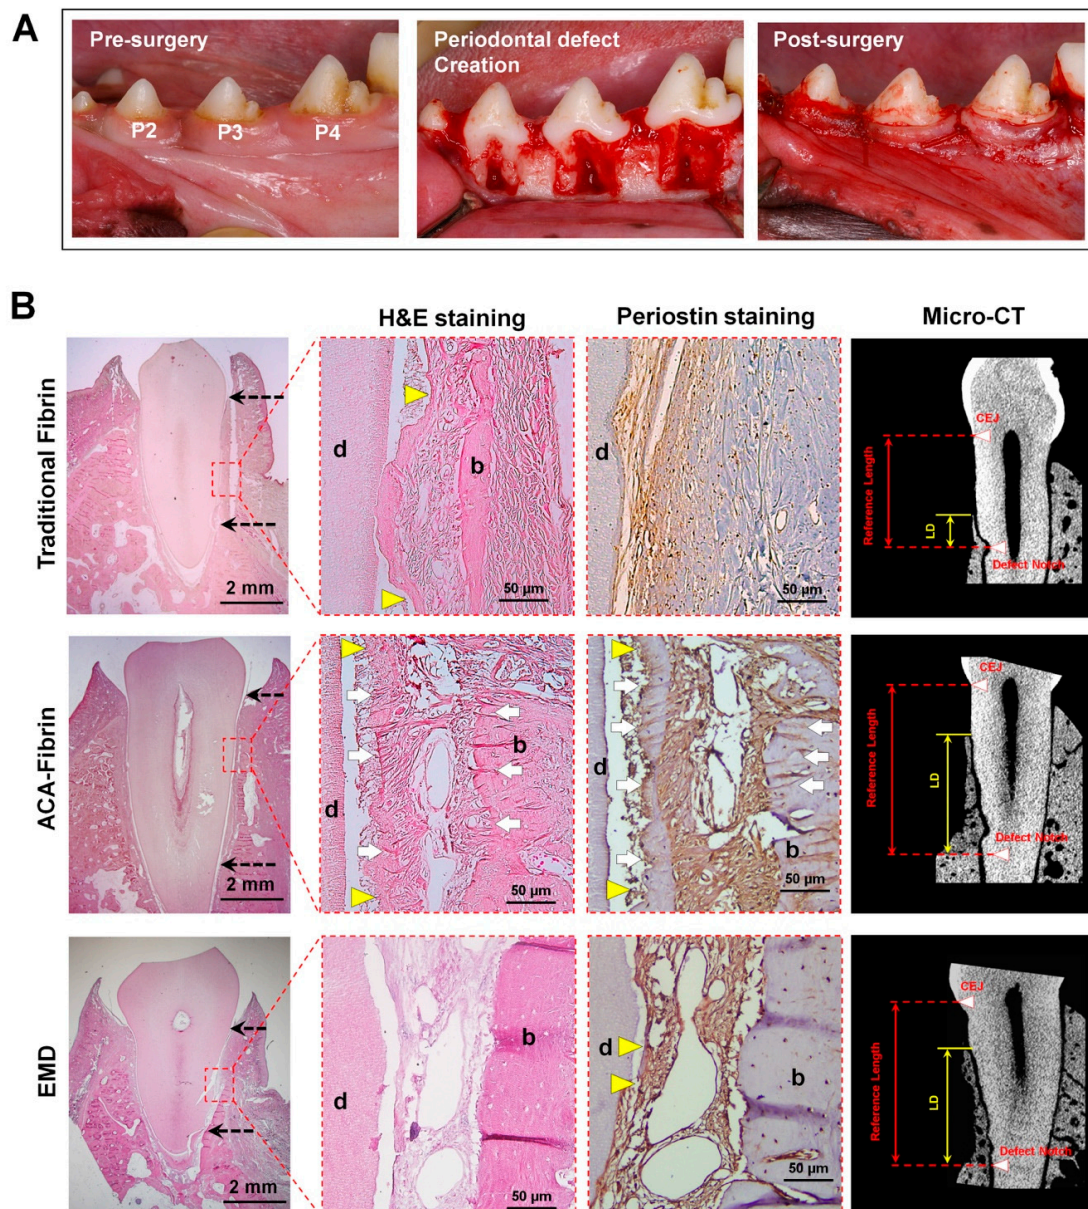 A
Pre-surgery
P2
P3
P4
Periodontal defect
Creation
Post-surgery
B
H&E staining
Periostin staining
Micro-CT
Traditional Fibrin
2 mm
d
b
50 µm
d
50 µm
CEJ
Reference Length
LD
Defect Notch
ACA-Fibrin
2 mm
d
b
50 µm
d
b
50 µm
CEJ
Reference Length
LD
Defect Notch
EMD
2 mm
d
b
50 µm
d
b
50 µm
CEJ
Reference Length
LD
Defect Notch